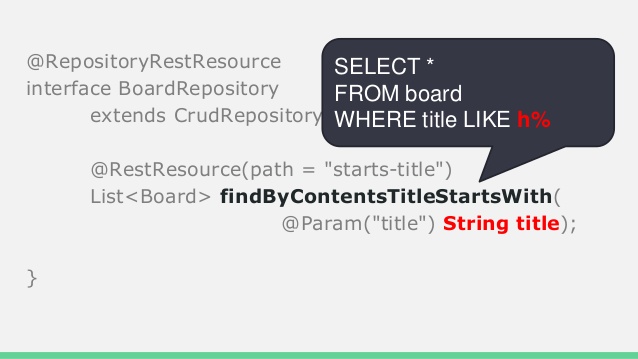 @RepositoryRestResource
interface BoardRepository
extends CrudRepository
SELECT *
FROM board
WHERE title LIKE h%
@RestResource(path = "starts-title")
List<Board> findByContentsTitleStartsWith(
@Param("title") String title);
}